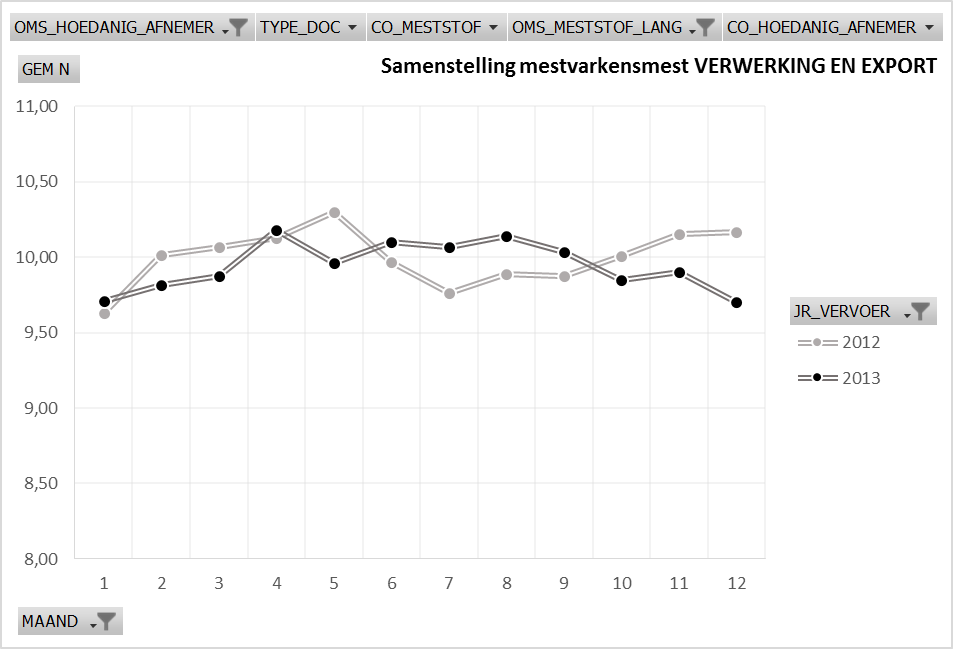 OMS_HOEDANIG_AFNEMER TYPE_DOC CO_MESTSTOF OMS_MESTSTOF_LANG CO_HOEDANIG_AFNEMER
GEM N
Samenstelling mestvarkensmest VERWERKING EN EXPORT
11,00
10,50
10,00
9,50
9,00
8,50
8,00
1 2 3 4 5 6 7 8 9 10 11 12
JR_VERVOER
2012
2013
MAAND